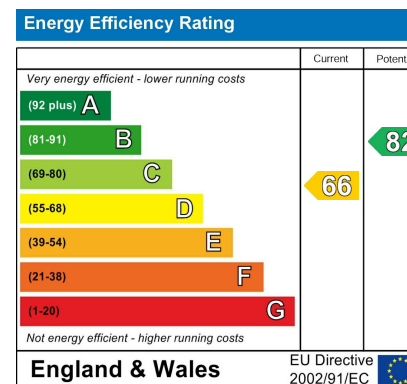 Energy Efficiency Rating
Current Potent
Very energy efficient - lower running costs
(92 plus) A
(81-91) B
82
(69-80) C
66
(55-68) D
(39-54) E
(21-38) F
(1-20) G
Not energy efficient - higher running costs
England & Wales
EU Directive
2002/91/EC